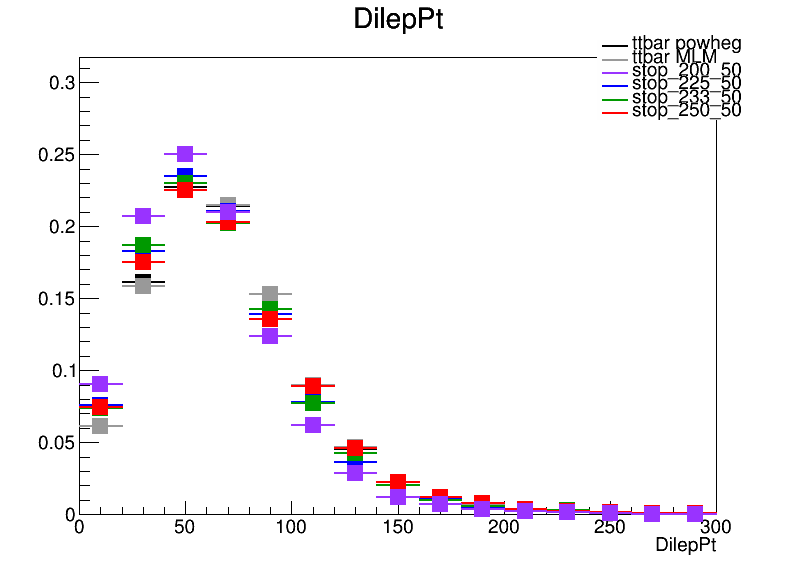 DilepPt
ttbar powheg
ttbar MLM
stop_200_50
stop_225_50
stop_233_50
stop_250_50
0.3
0.25
0.2
0.15
0.1
0.05
0
0 50 100 150 200 250 300
DilepPt